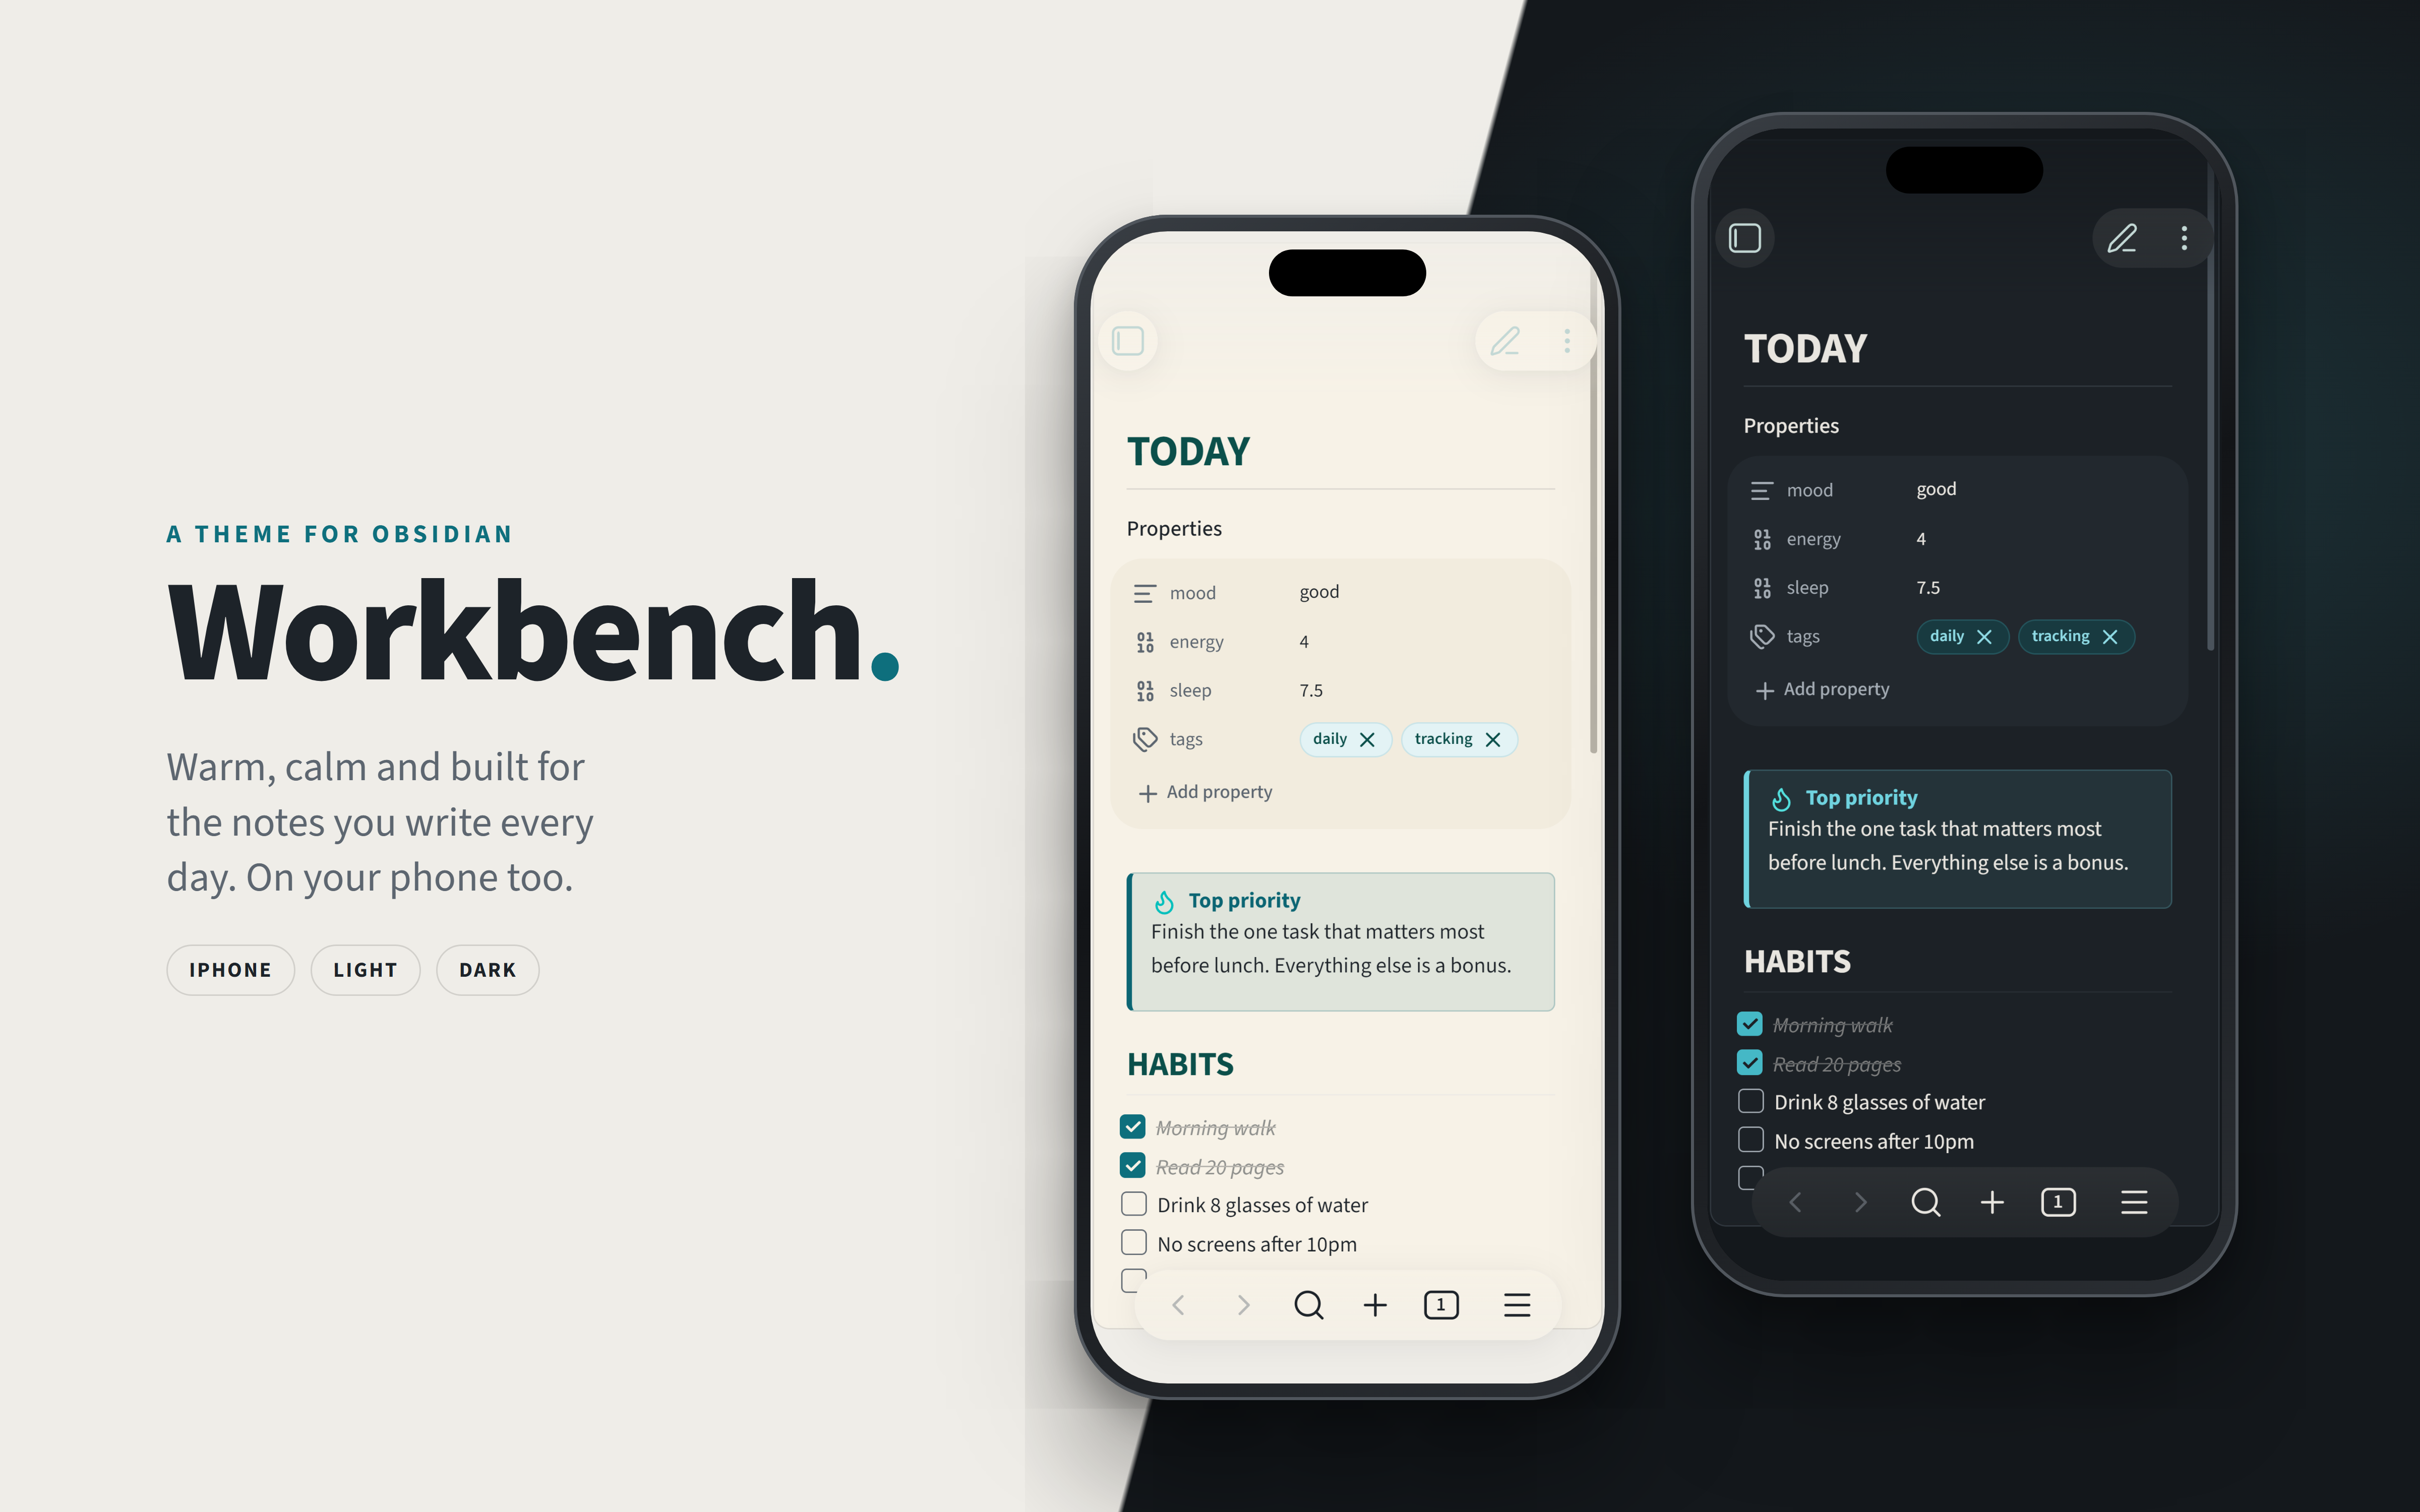 A THEME FOR OBSIDIAN
Workbench.
Warm, calm and built for
the notes you write every
day. On your phone too.
IPHONE LIGHT DARK
TODAY
Properties
mood good
energy 4
sleep 7.5
tags daily tracking
Add property
Top priority
Finish the one task that matters most
before lunch. Everything else is a bonus.
HABITS
Morning walk
Read 20 pages
Drink 8 glasses of water
No screens after 10pm
1
TODAY
Properties
mood good
energy 4
sleep 7.5
tags daily tracking
Add property
Top priority
Finish the one task that matters most
before lunch. Everything else is a bonus.
HABITS
Morning walk
Read 20 pages
Drink 8 glasses of water
No screens after 10pm
1